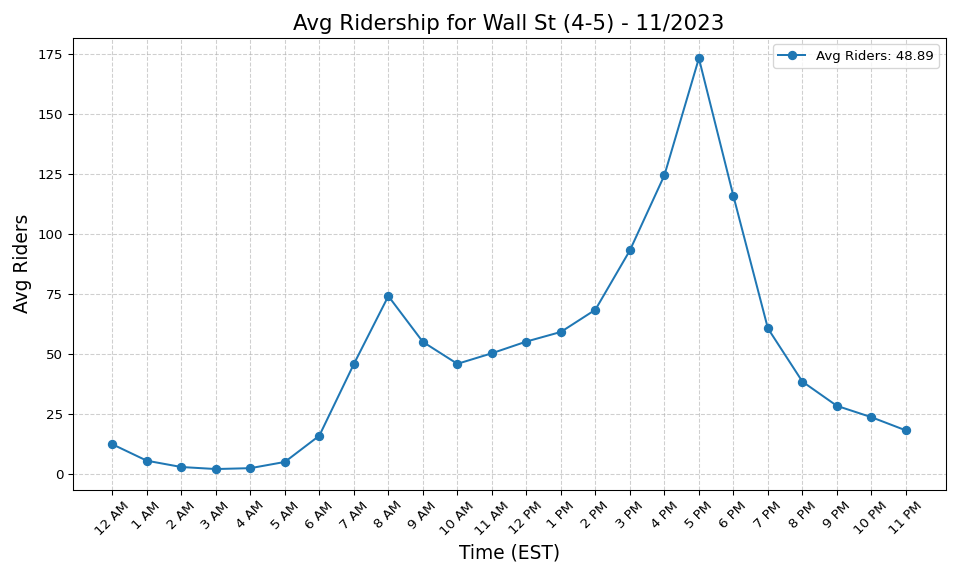 Avg Ridership for Wall St (4-5) - 11/2023
Avg Riders: 48.89
Avg Riders
175
150
125
100
75
50
25
0
12 AM
1 AM
2 AM
3 AM
4 AM
5 AM
6 AM
7 AM
8 AM
9 AM
10 AM
11 AM
12 PM
1 PM
2 PM
3 PM
4 PM
5 PM
6 PM
7 PM
8 PM
9 PM
10 PM
11 PM
Time (EST)